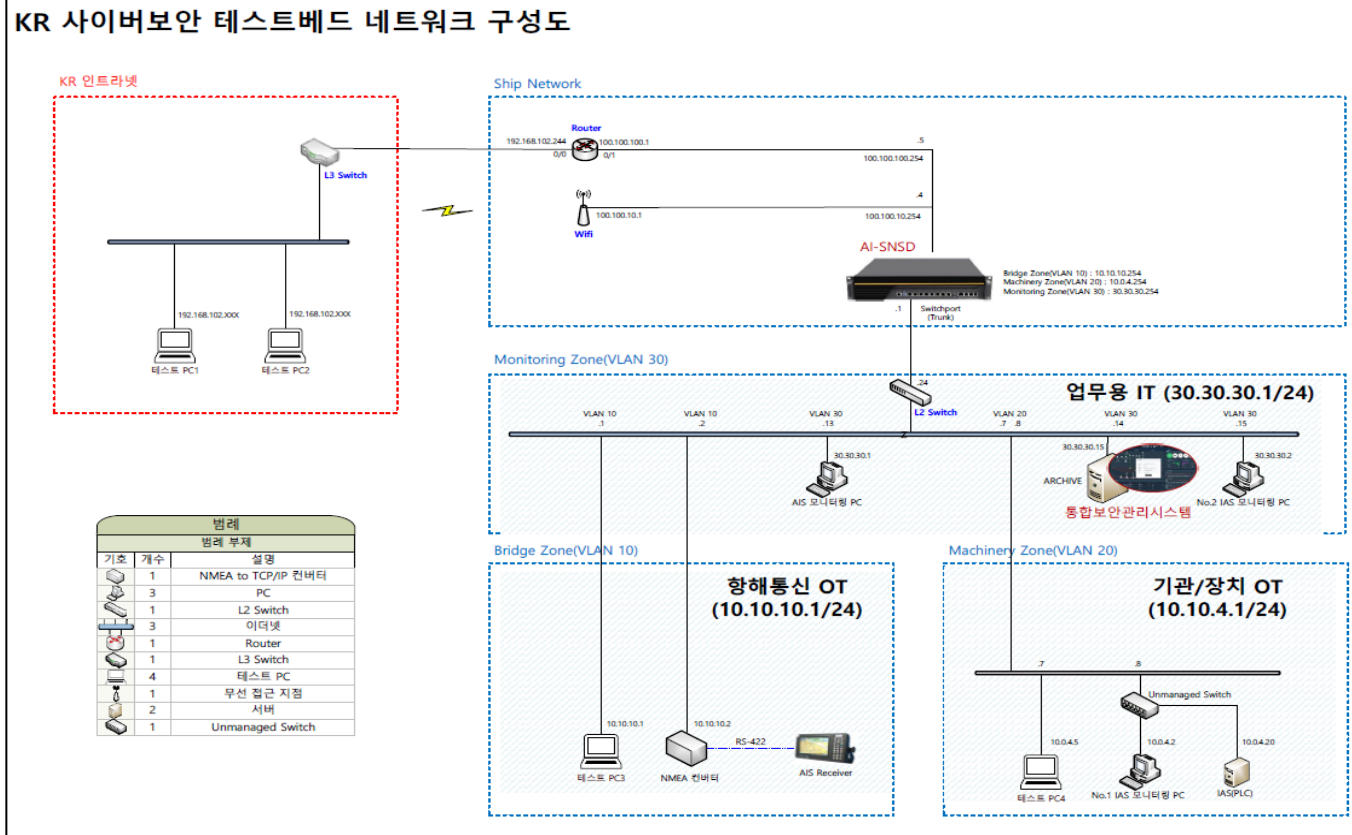 KR 사이버보안 테스트베드 네트워크 구성도
KR 인트라넷
L3 Switch
192.168.102.XXX
192.168.102.XXX
테스트 PC1
테스트 PC2
Ship Network
Router
192.168.102.244
100.100.100.1
0/0
0/1
.5
100.100.100.254
100.100.10.1
Wifi
.4
100.100.10.254
AI-SNSD
Bridge Zone(VLAN 10) : 10.10.10.254
Machinery Zone(VLAN 20) : 10.0.4.254
Monitoring Zone(VLAN 30) : 30.30.30.254
.1
Switchport
(Trunk)
Monitoring Zone(VLAN 30)
.24
L2 Switch
업무용 IT (30.30.30.1/24)
VLAN 10
.1
VLAN 10
.2
VLAN 30
.13
VLAN 20
.7 .8
VLAN 30
.14
VLAN 30
.15
30.30.30.1
AIS 모니터링 PC
30.30.30.15
ARCHIVE
통합보안관리시스템
30.30.30.2
No.2 IAS 모니터링 PC
Bridge Zone(VLAN 10)
항해통신 OT
(10.10.10.1/24)
10.10.10.1
테스트 PC3
10.10.10.2
NMEA 컨버터
RS-422
AIS Receiver
Machinery Zone(VLAN 20)
기관/장치 OT
(10.10.4.1/24)
.7
.8
Unmanaged Switch
10.0.4.5
테스트 PC4
10.0.4.2
No.1 IAS 모니터링 PC
10.0.4.20
IAS(PLC)
범례
범례 부제
기호 개수 설명
1 NMEA to TCP/IP 컨버터
3 PC
1 L2 Switch
3 이더넷
1 Router
1 L3 Switch
4 테스트 PC
1 무선 접근 지점
2 서버
1 Unmanaged Switch